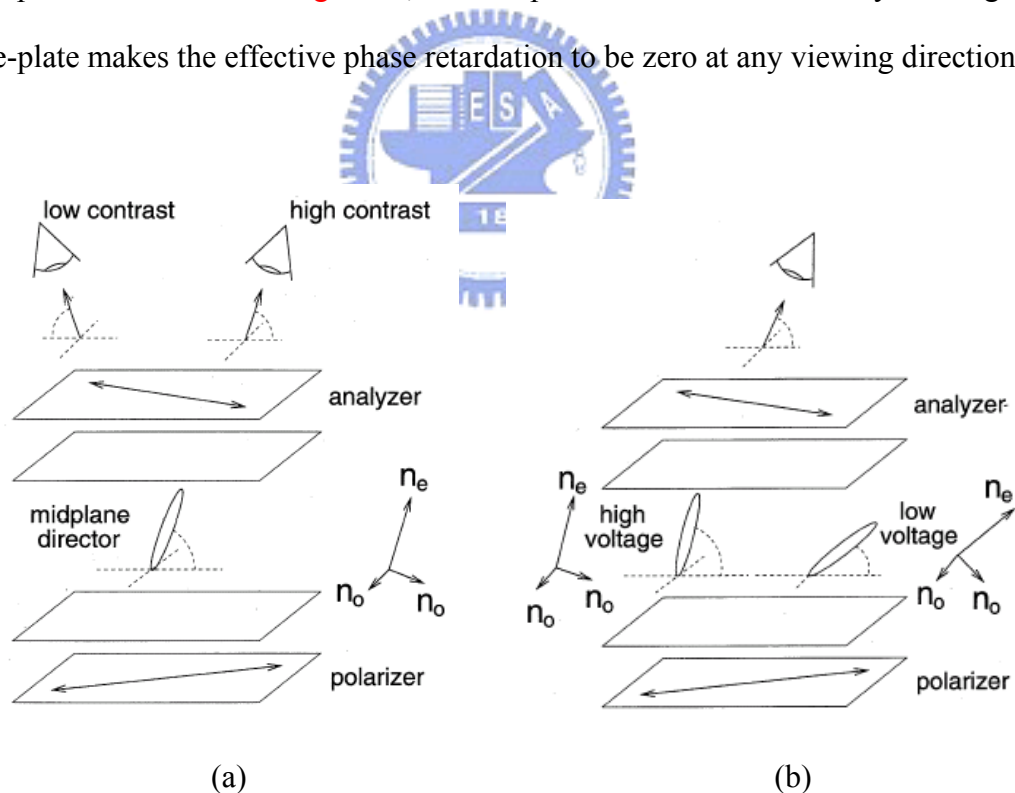 e-plate makes the effective phase retardation to be zero at any viewing direction
E S A
18
low contrast
high contrast
analyzer
midplane director
n_e
n_o
n_o
polarizer
(a)
analyzer
n_e
high voltage
n_o
n_o
low voltage
n_e
n_o
n_o
polarizer
(b)